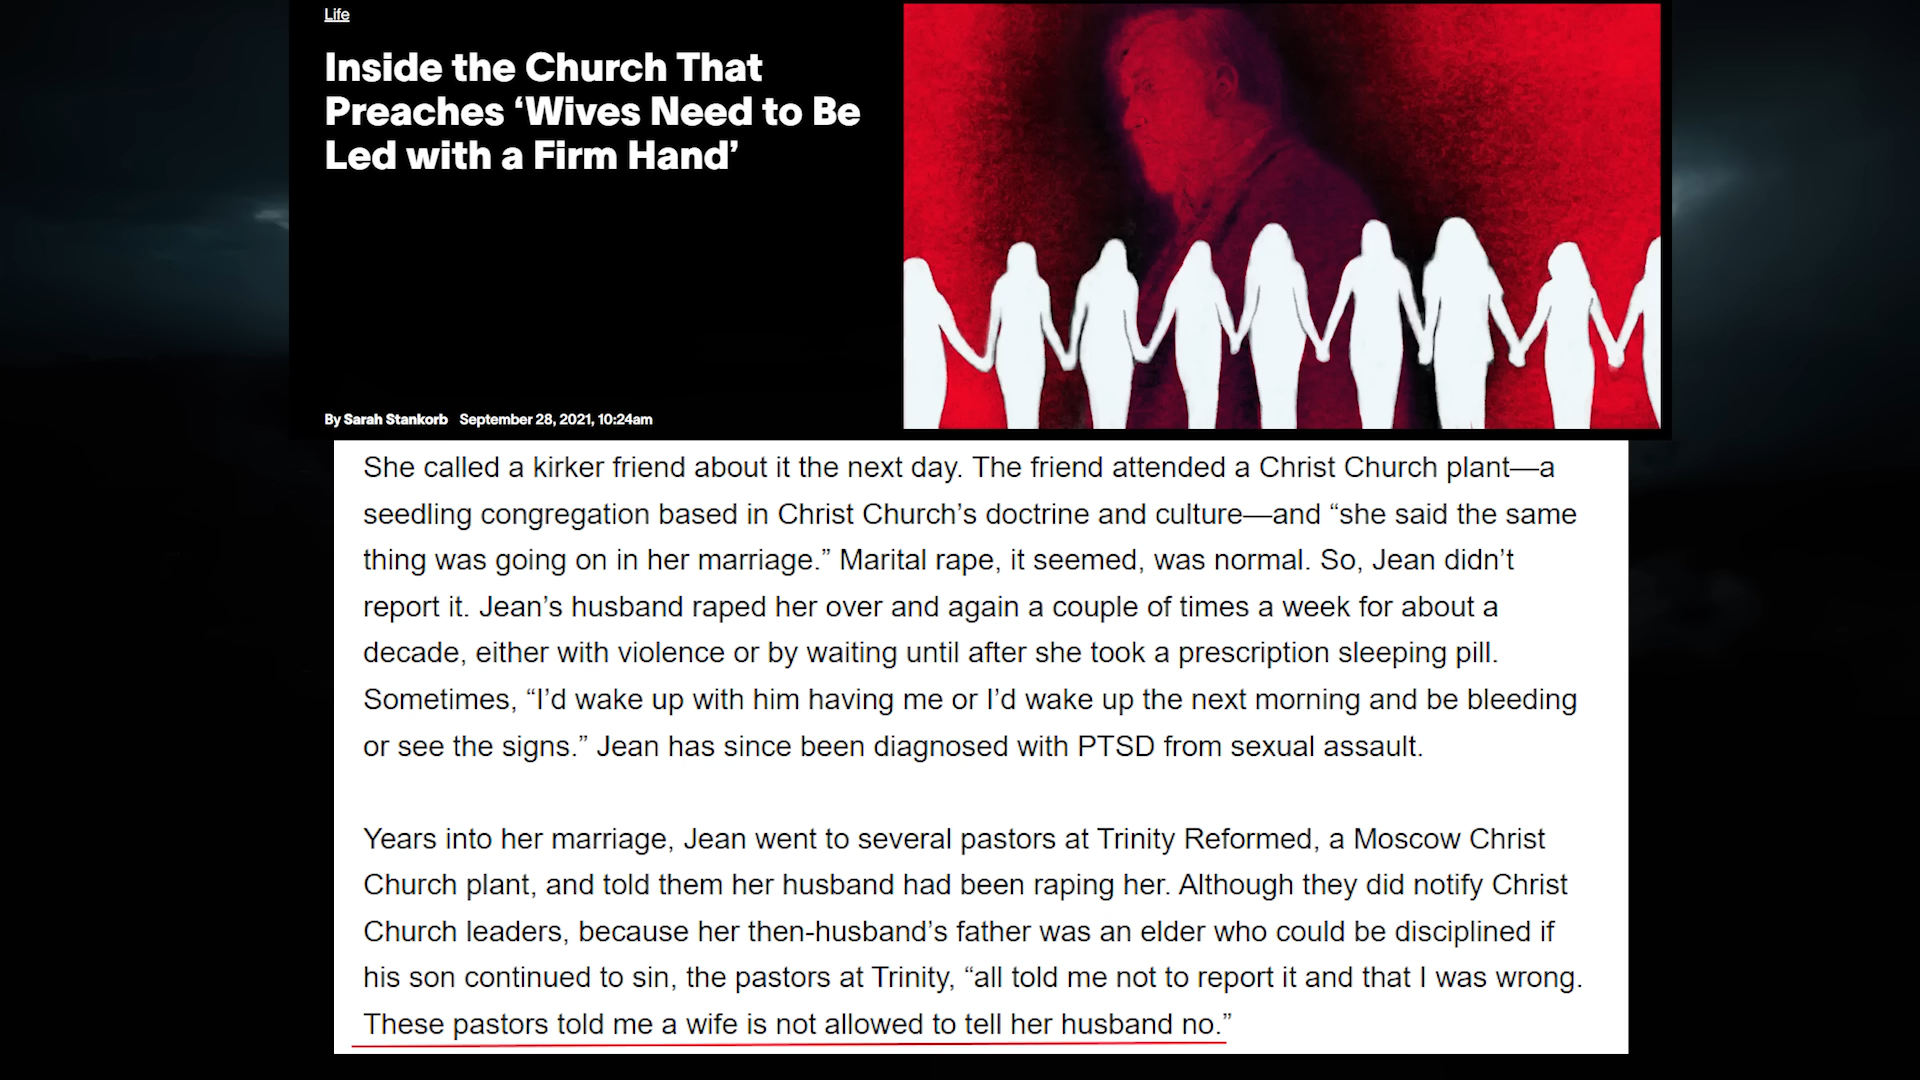 Life
Inside the Church That
Preaches ‘Wives Need to Be
Led with a Firm Hand’
By Sarah Stankorb September 28, 2021, 10:24am
She called a kirker friend about it the next day. The friend attended a Christ Church plant—a
seedling congregation based in Christ Church’s doctrine and culture—and “she said the same
thing was going on in her marriage.” Marital rape, it seemed, was normal. So, Jean didn’t
report it. Jean’s husband raped her over and again a couple of times a week for about a
decade, either with violence or by waiting until after she took a prescription sleeping pill.
Sometimes, “I’d wake up with him having me or I’d wake up the next morning and be bleeding
or see the signs.” Jean has since been diagnosed with PTSD from sexual assault.
Years into her marriage, Jean went to several pastors at Trinity Reformed, a Moscow Christ
Church plant, and told them her husband had been raping her. Although they did notify Christ
Church leaders, because her then-husband’s father was an elder who could be disciplined if
his son continued to sin, the pastors at Trinity, “all told me not to report it and that I was wrong.
These pastors told me a wife is not allowed to tell her husband no.”